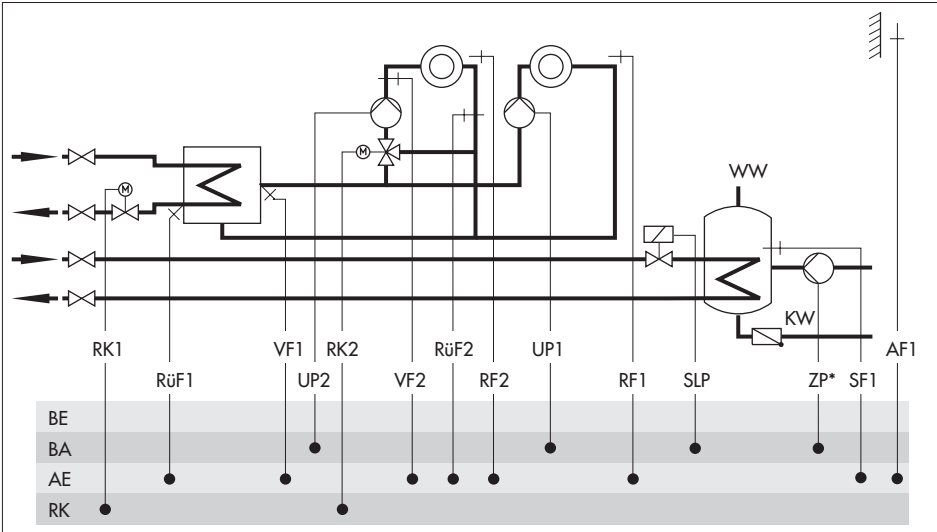 M
M
WW
KW
RK1 VF1 RK2 RüF2 UP1 AF1
RüF1 UP2 VF2 RF2 RF1 SLP ZP* SF1
BE
BA
AE
RK